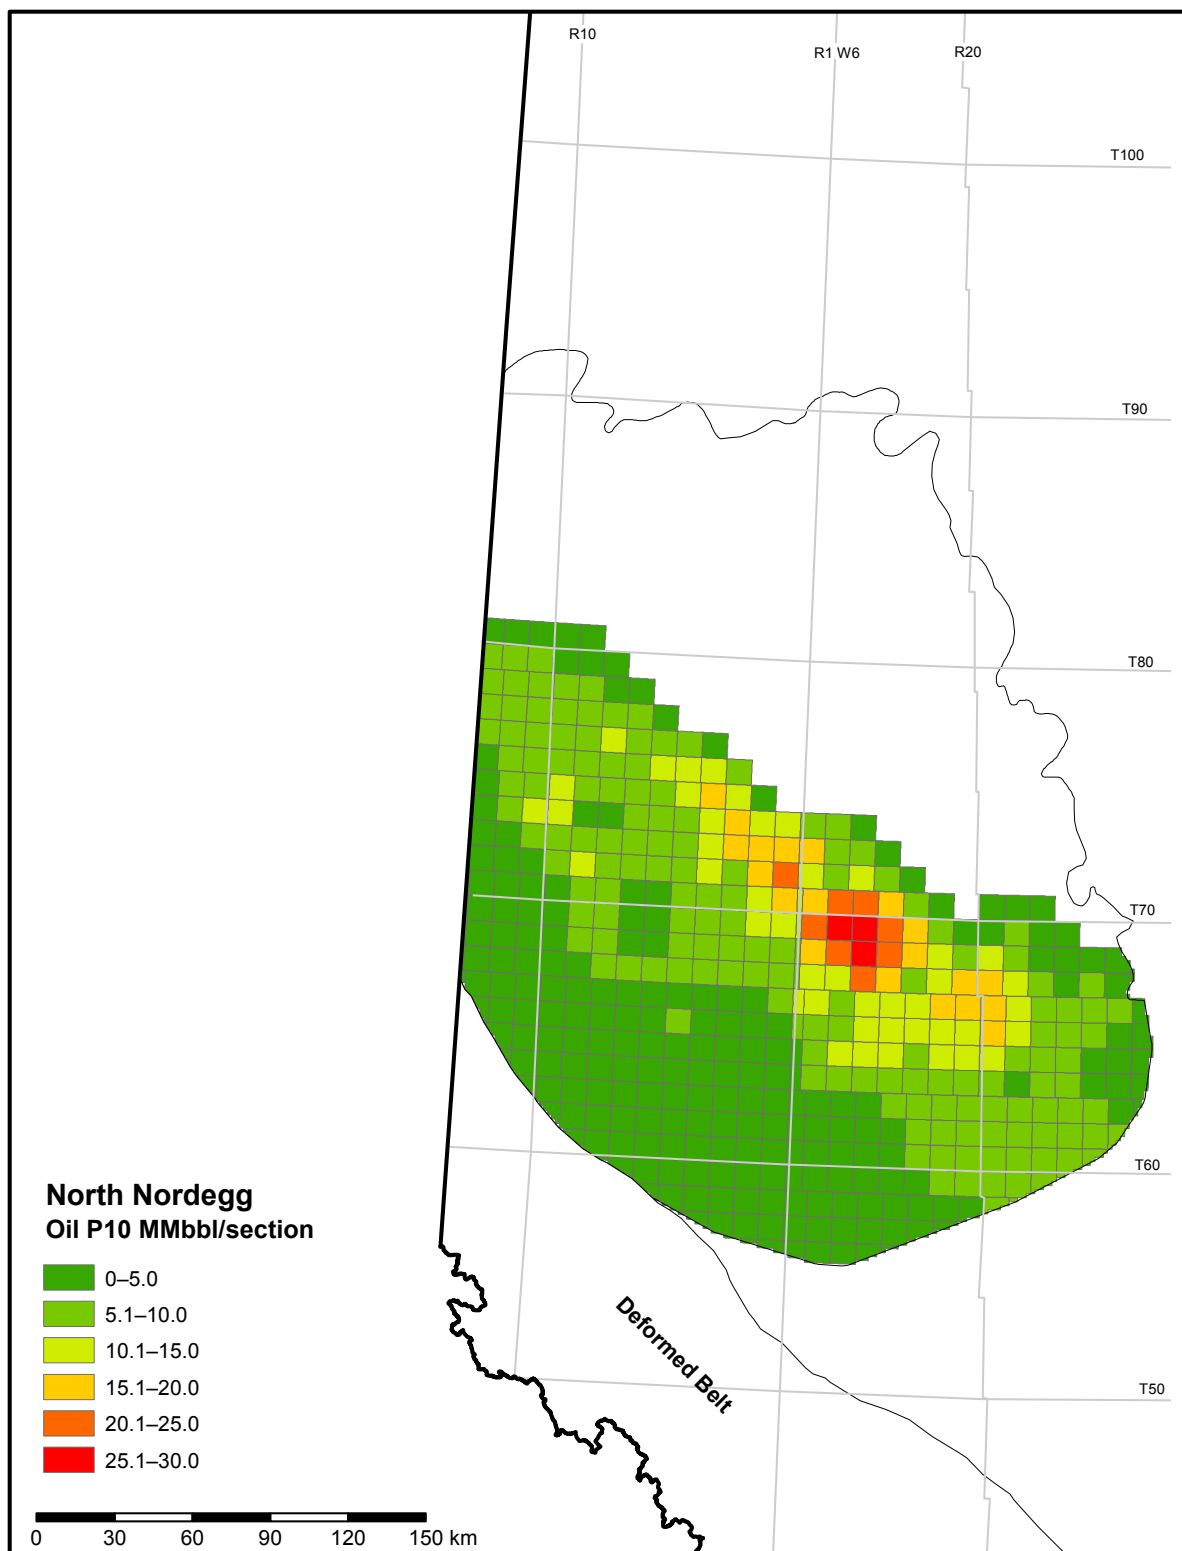 R10
R1 W6
R20
T100
T90
T80
T70
T60
T50
Deformed Belt
North Nordegg
Oil P10 MMbbl/section
0–5.0
5.1–10.0
10.1–15.0
15.1–20.0
20.1–25.0
25.1–30.0
0 30 60 90 120 150 km